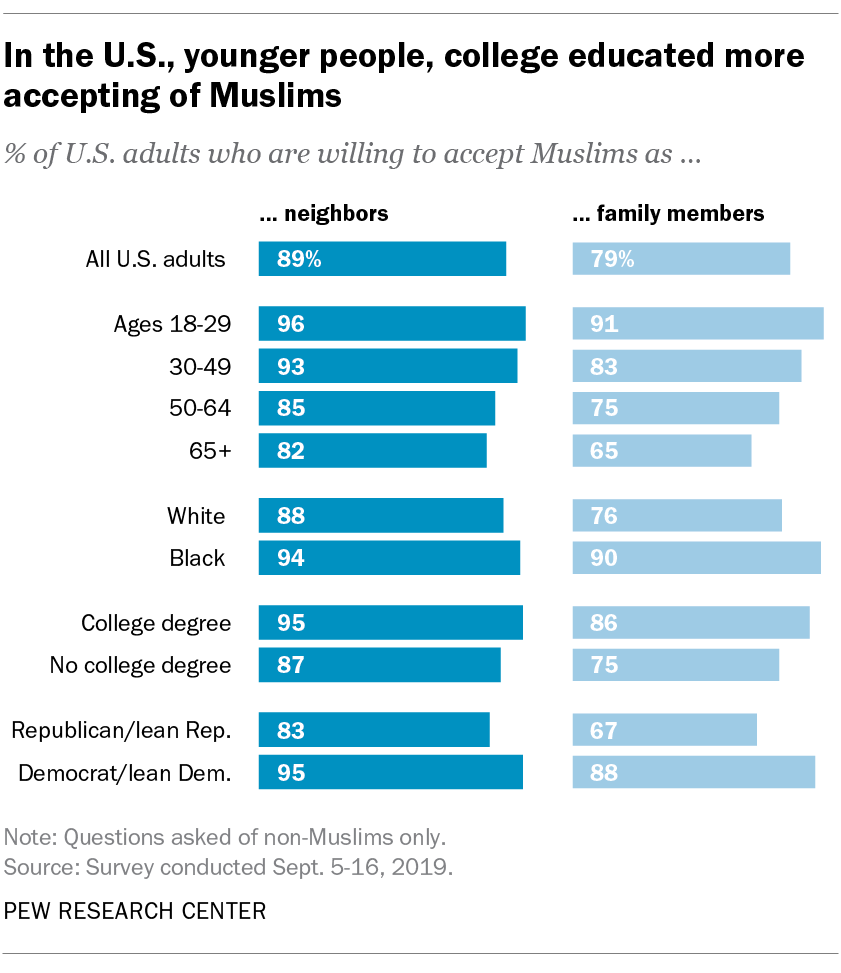 In the U.S., younger people, college educated more
accepting of Muslims
% of U.S. adults who are willing to accept Muslims as ...
... neighbors ... family members
All U.S. adults 89% 79%
Ages 18-29 96 91
30-49 93 83
50-64 85 75
65+ 82 65
White 88 76
Black 94 90
College degree 95 86
No college degree 87 75
Republican/lean Rep. 83 67
Democrat/lean Dem. 95 88
Note: Questions asked of non-Muslims only.
Source: Survey conducted Sept. 5-16, 2019.
PEW RESEARCH CENTER